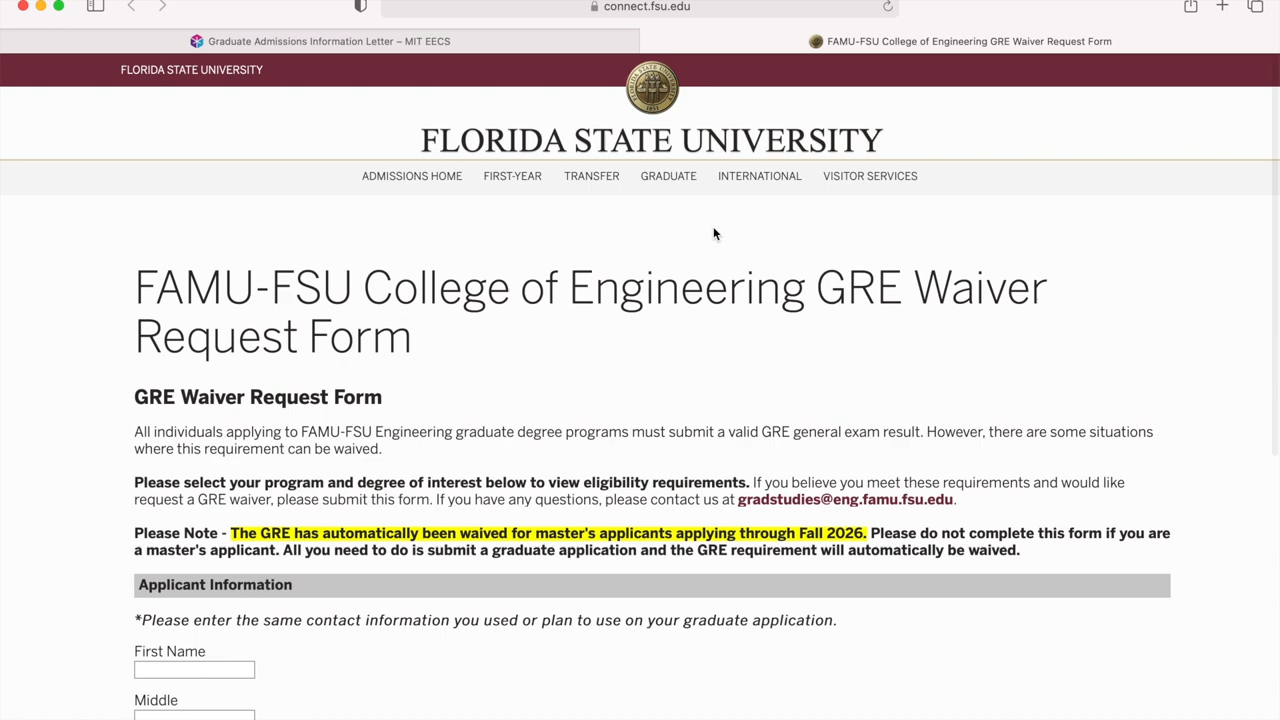 connect.fsu.edu
Graduate Admissions Information Letter – MIT EECS
FAMU-FSU College of Engineering GRE Waiver Request Form
FLORIDA STATE UNIVERSITY
FLORIDA STATE UNIVERSITY
ADMISSIONS HOME FIRST-YEAR TRANSFER GRADUATE INTERNATIONAL VISITOR SERVICES
FAMU-FSU College of Engineering GRE Waiver
Request Form
GRE Waiver Request Form
All individuals applying to FAMU-FSU Engineering graduate degree programs must submit a valid GRE general exam result. However, there are some situations
where this requirement can be waived.
Please select your program and degree of interest below to view eligibility requirements. If you believe you meet these requirements and would like
request a GRE waiver, please submit this form. If you have any questions, please contact us at gradstudies@eng.famu.fsu.edu.
Please Note - The GRE has automatically been waived for master's applicants applying through Fall 2026. Please do not complete this form if you are
a master's applicant. All you need to do is submit a graduate application and the GRE requirement will automatically be waived.
Applicant Information
*Please enter the same contact information you used or plan to use on your graduate application.
First Name
Middle